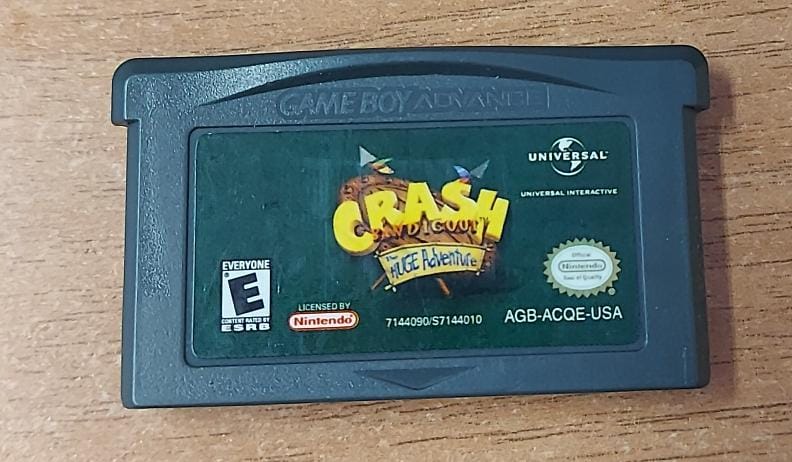 GAME BOY ADVANCE
UNIVERSAL
UNIVERSAL INTERACTIVE
CRASH
BANDICOOT
The
HUGE Adventure
EVERYONE
E
CONTENT RATED BY
ESRB
LICENSED BY
Nintendo
7144090/S7144010
Official
Nintendo
Seal of Quality
AGB-ACQE-USA